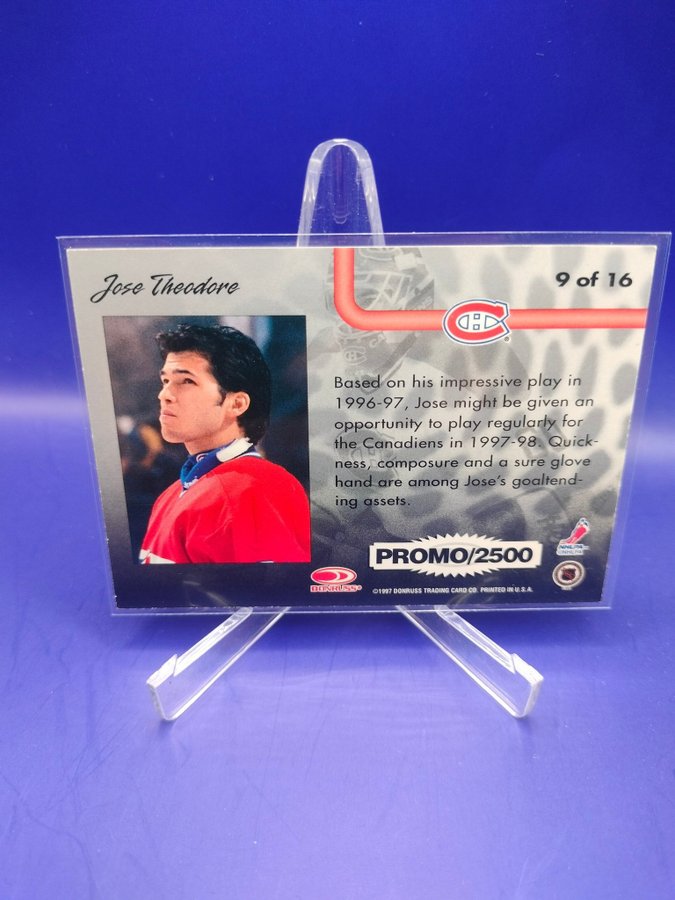 Jose Theodore
9 of 16
Based on his impressive play in
1996-97, Jose might be given an
opportunity to play regularly for
the Canadiens in 1997-98. Quick-
ness, composure and a sure glove
hand are among Jose's goaltend-
ing assets.
PROMO/2500
NHLPA
DONRUSS®
©1997 DONRUSS TRADING CARD CO. PRINTED IN U.S.A.